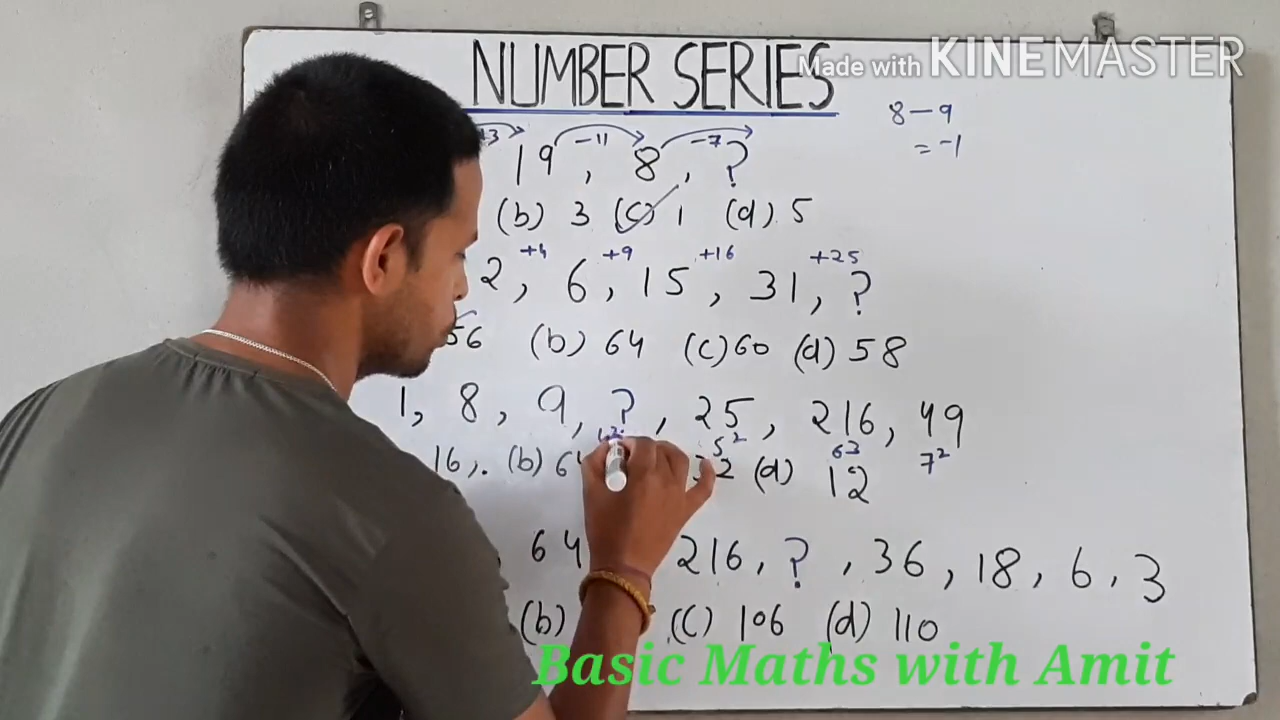 NUMBER SERIES
Made with KINEMASTER
8 - 9
= -1
+3 -11 -7
19, 8, ?
(b) 3 (c) 1 (d) 5
+4 +9 +16 +25
2, 6, 15, 31, ?
56 (b) 64 (c) 60 (d) 58
1, 8, 9, ?, 25, 216, 49
5² 6³ 7²
16, (b) 32 (d) 12
64 216, ?, 36, 18, 6, 3
(b) (c) 106 (d) 110
Basic Maths with Amit